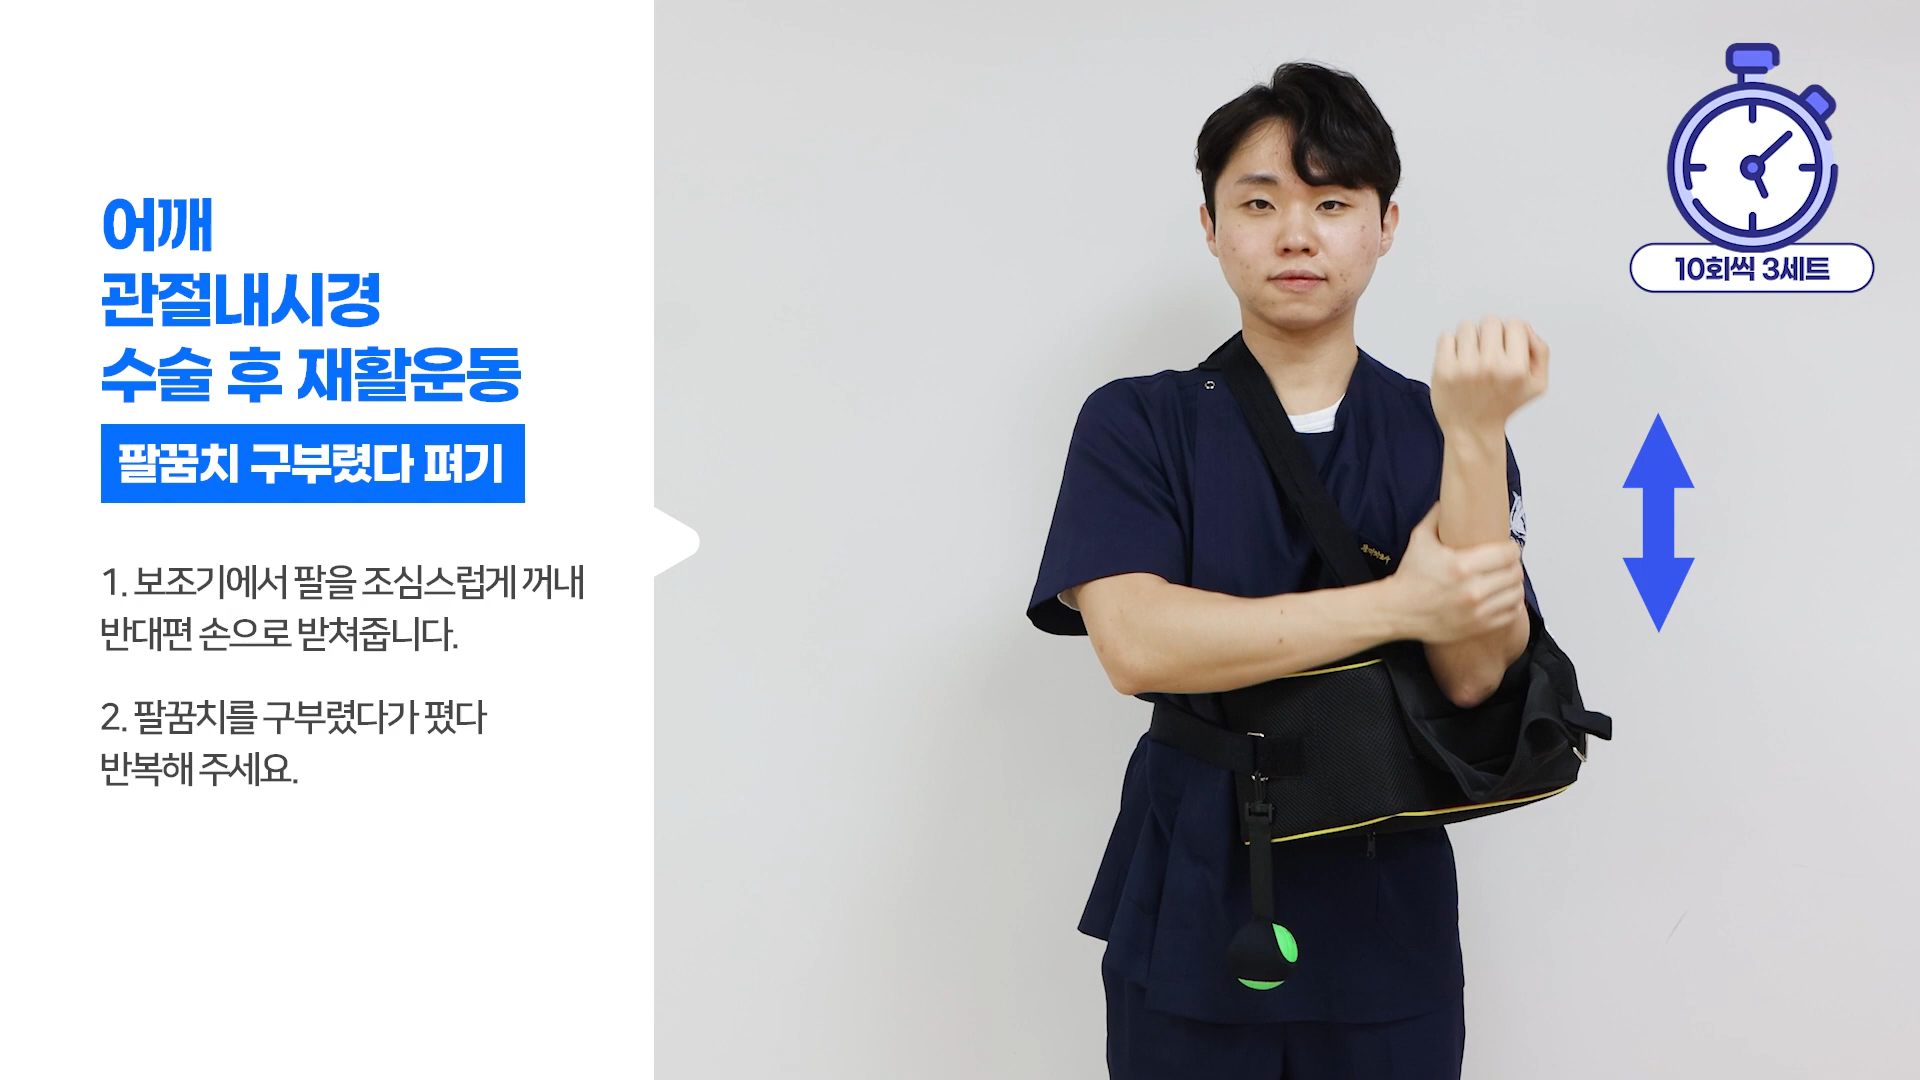 어깨
관절내시경
수술 후 재활운동
팔꿈치 구부렸다 펴기
1. 보조기에서 팔을 조심스럽게 꺼내
반대편 손으로 받쳐줍니다.
2. 팔꿈치를 구부렸다가 폈다
반복해 주세요.
10회씩 3세트